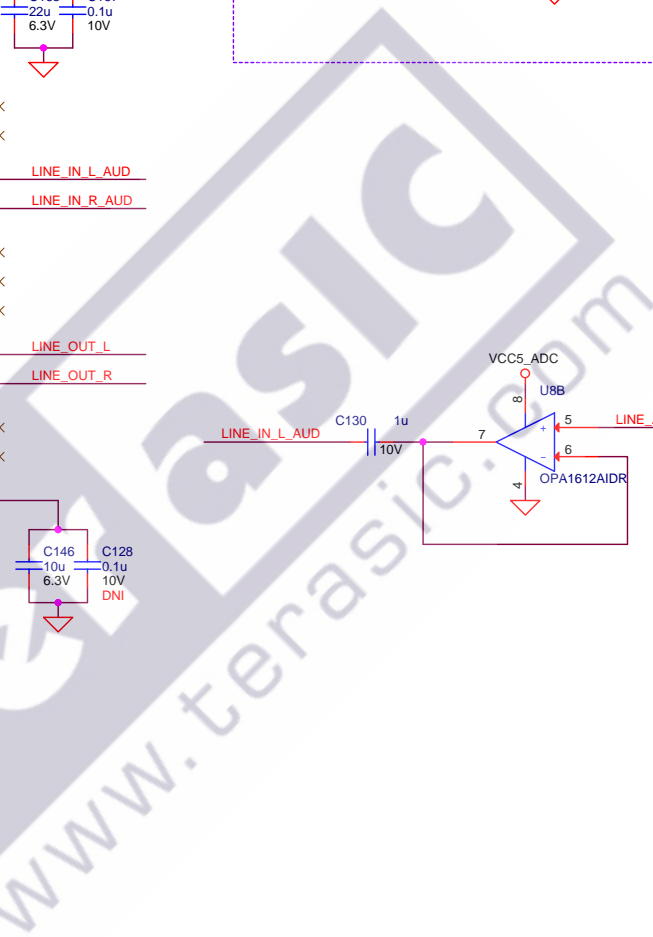 22u
0.1u
6.3V
10V
LINE_IN_L_AUD
LINE_IN_R_AUD
LINE_OUT_L
LINE_OUT_R
VCC5_ADC
U8B
8
C130
1u
10V
LINE_IN_L_AUD
7
+
5
LINE_
-
6
4
OPA1612AIDR
C146
10u
6.3V
C128
0.1u
10V
DNI
er asic
www.terasic.com